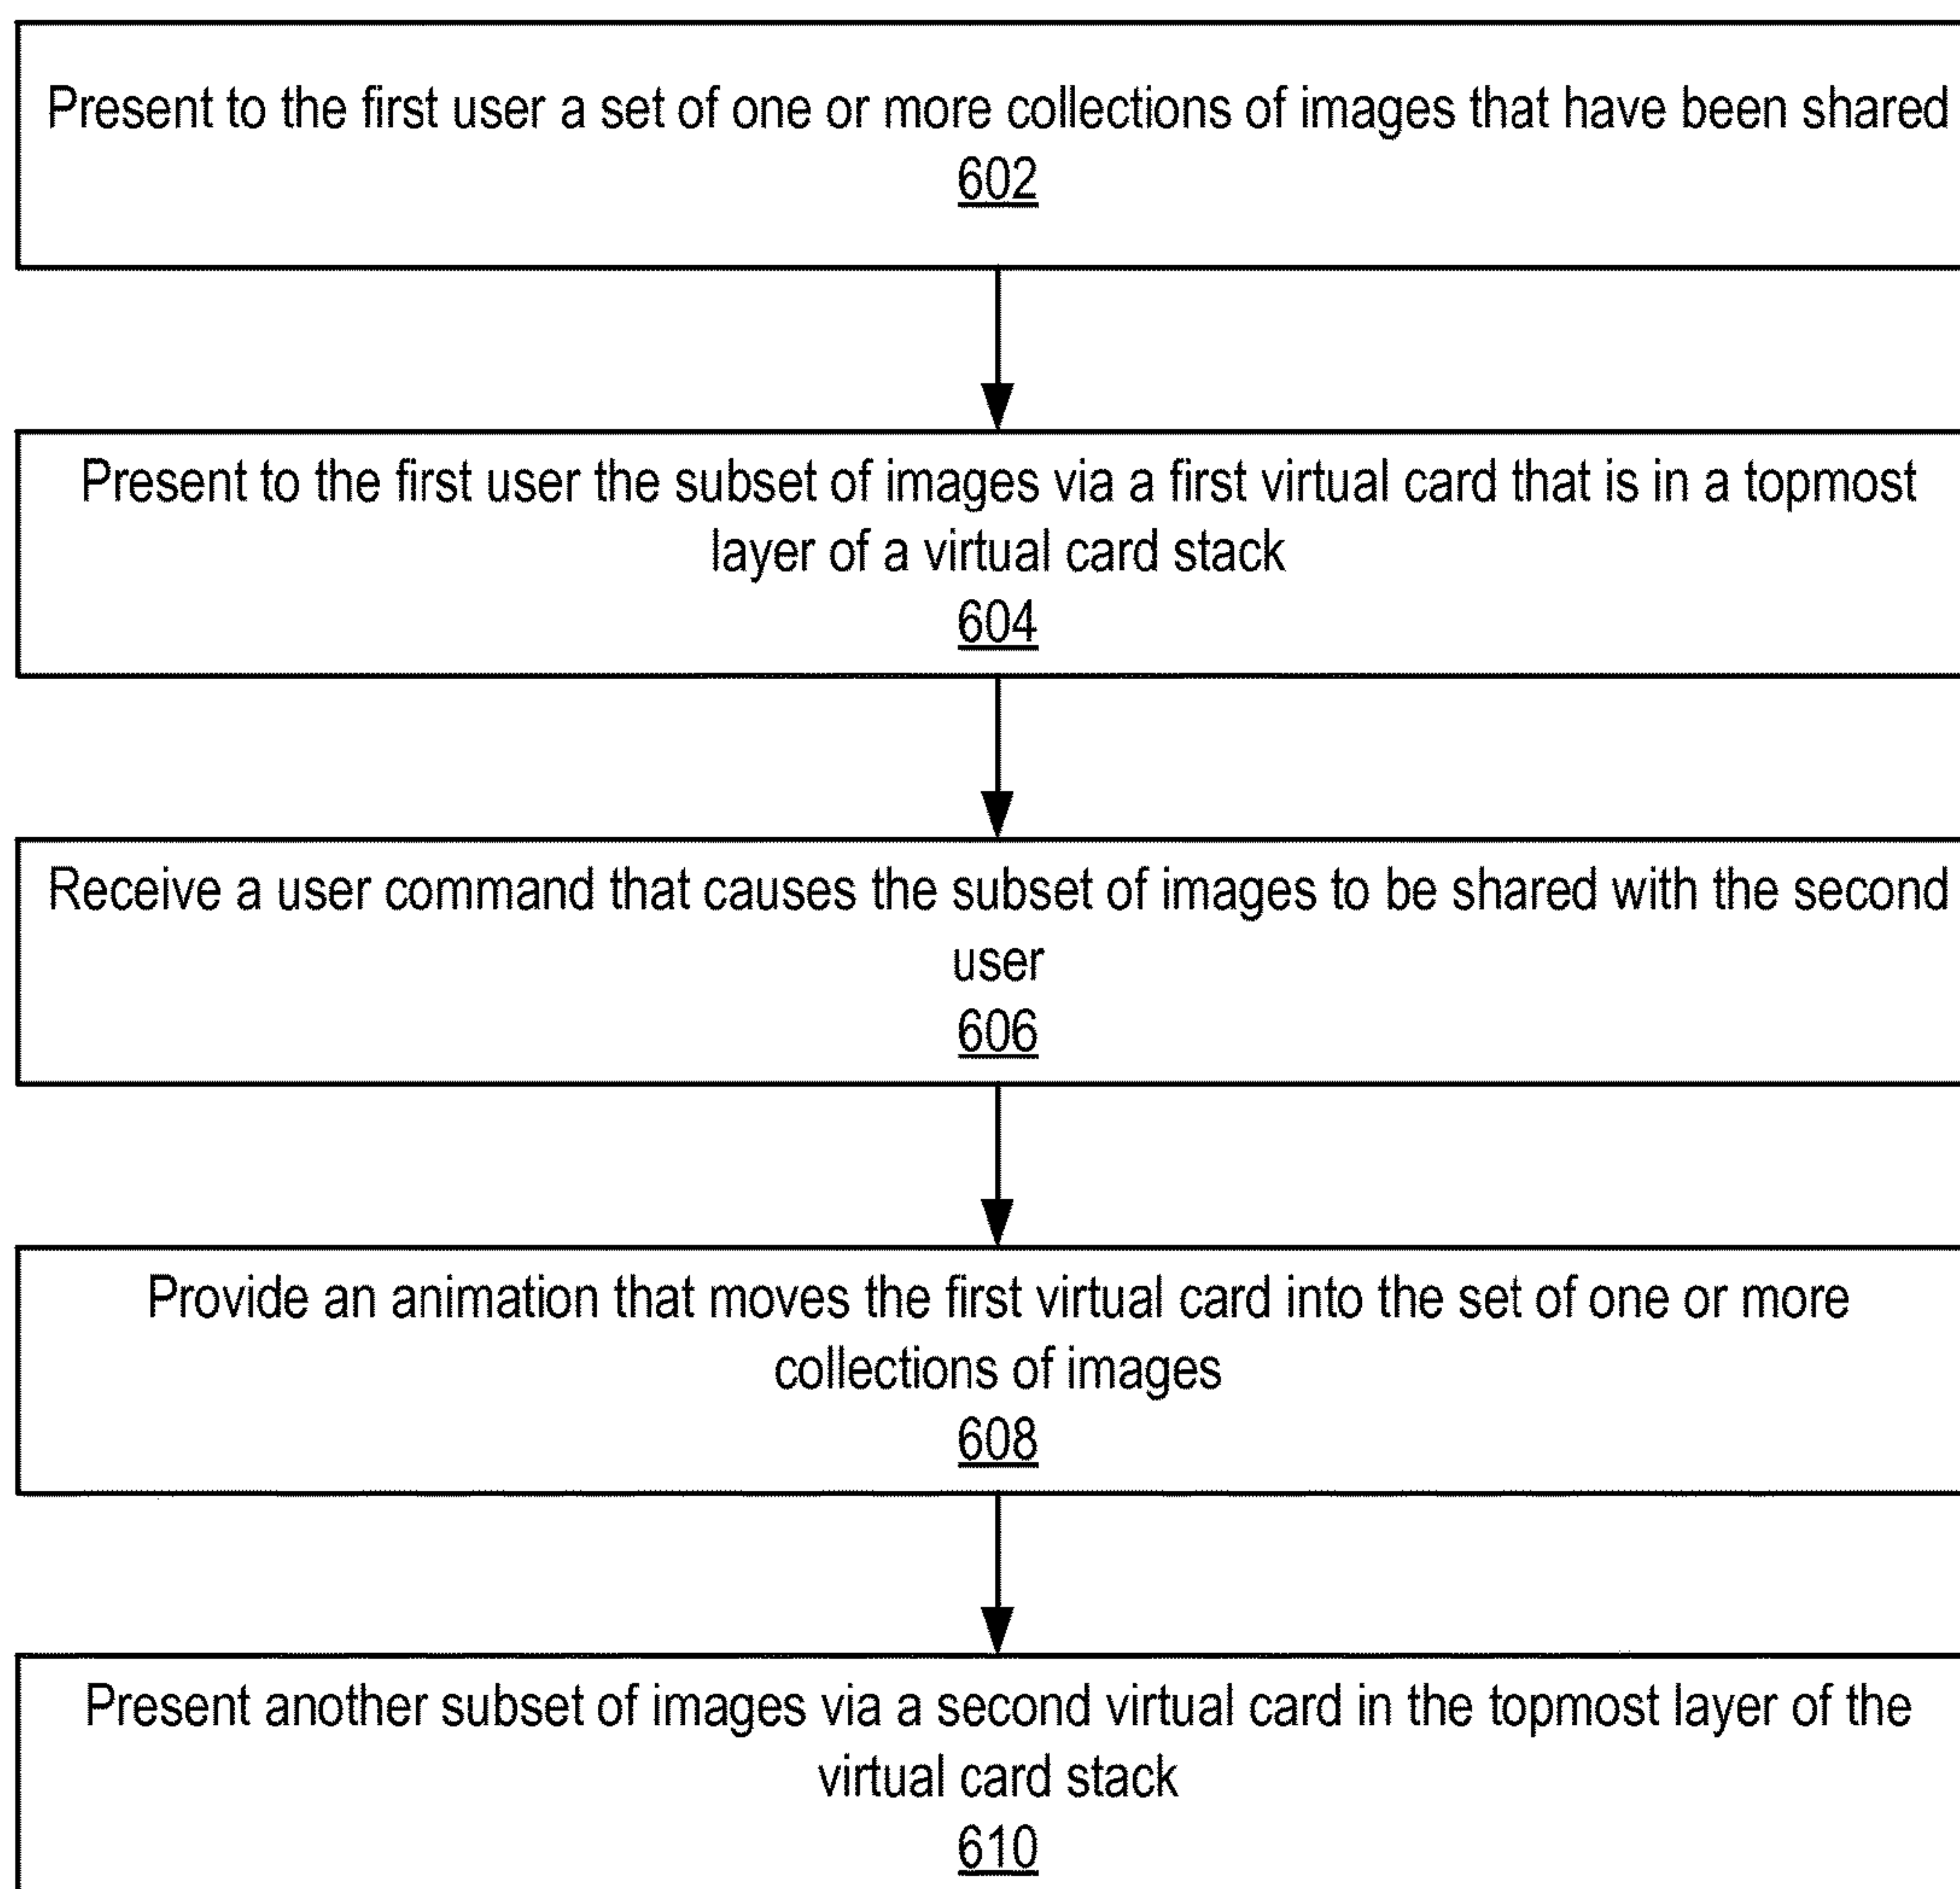 Present to the first user a set of one or more collections of images that have been shared
602
Present to the first user the subset of images via a first virtual card that is in a topmost
layer of a virtual card stack
604
Receive a user command that causes the subset of images to be shared with the second
user
606
Provide an animation that moves the first virtual card into the set of one or more
collections of images
608
Present another subset of images via a second virtual card in the topmost layer of the
virtual card stack
610